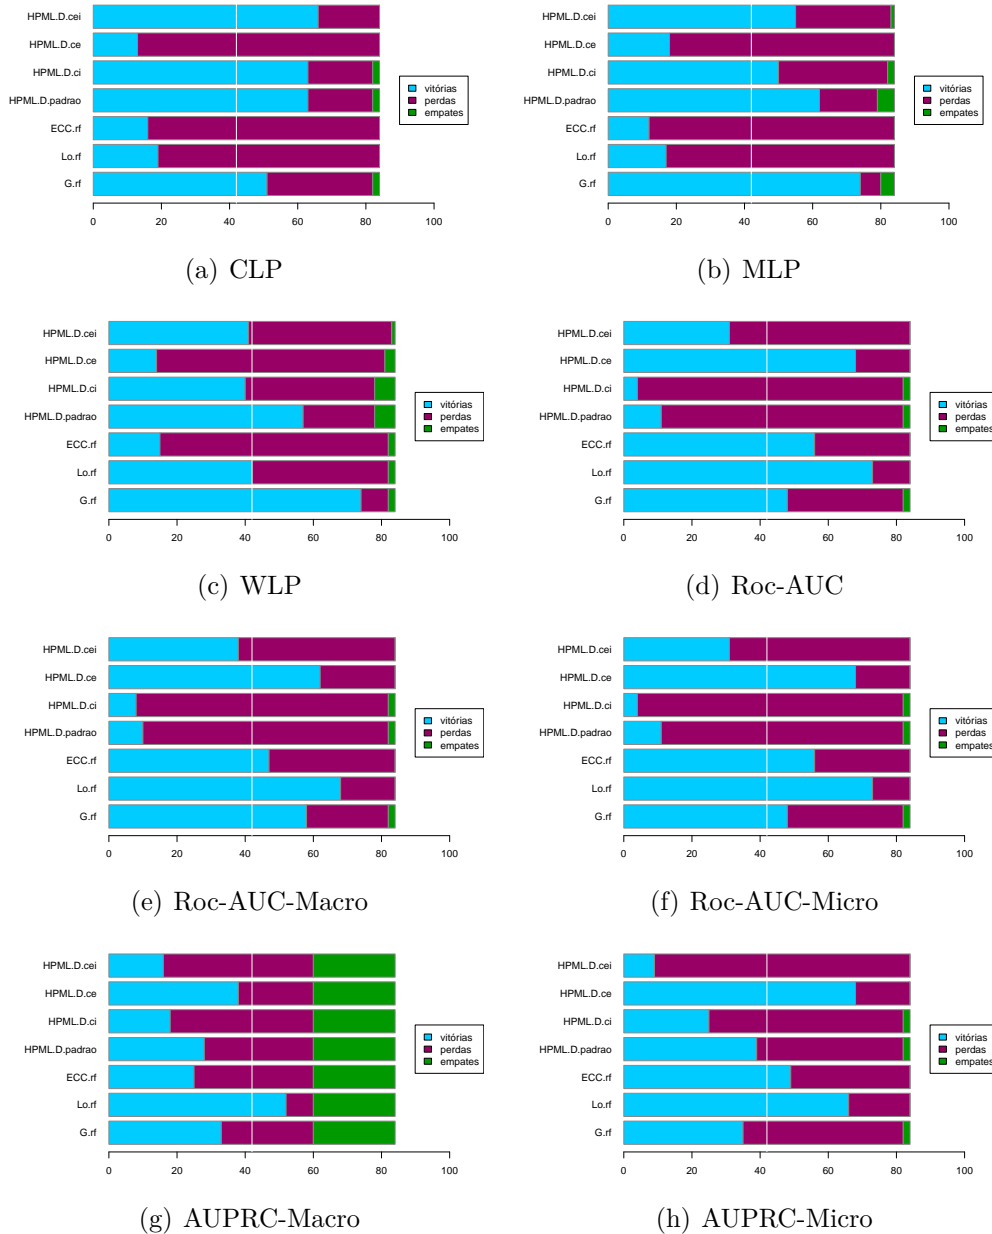 HPML.D.cei
HPML.D.ce
HPML.D.ci
HPML.D.padrao
ECC.rf
Lo.rf
G.rf
vitórias
perdas
empates
0 20 40 60 80 100
(a) CLP
HPML.D.cei
HPML.D.ce
HPML.D.ci
HPML.D.padrao
ECC.rf
Lo.rf
G.rf
vitórias
perdas
empates
0 20 40 60 80 100
(b) MLP
HPML.D.cei
HPML.D.ce
HPML.D.ci
HPML.D.padrao
ECC.rf
Lo.rf
G.rf
vitórias
perdas
empates
0 20 40 60 80 100
(c) WLP
HPML.D.cei
HPML.D.ce
HPML.D.ci
HPML.D.padrao
ECC.rf
Lo.rf
G.rf
vitórias
perdas
empates
0 20 40 60 80 100
(d) Roc-AUC
HPML.D.cei
HPML.D.ce
HPML.D.ci
HPML.D.padrao
ECC.rf
Lo.rf
G.rf
vitórias
perdas
empates
0 20 40 60 80 100
(e) Roc-AUC-Macro
HPML.D.cei
HPML.D.ce
HPML.D.ci
HPML.D.padrao
ECC.rf
Lo.rf
G.rf
vitórias
perdas
empates
0 20 40 60 80 100
(f) Roc-AUC-Micro
HPML.D.cei
HPML.D.ce
HPML.D.ci
HPML.D.padrao
ECC.rf
Lo.rf
G.rf
vitórias
perdas
empates
0 20 40 60 80 100
(g) AUPRC-Macro
HPML.D.cei
HPML.D.ce
HPML.D.ci
HPML.D.padrao
ECC.rf
Lo.rf
G.rf
vitórias
perdas
empates
0 20 40 60 80 100
(h) AUPRC-Micro